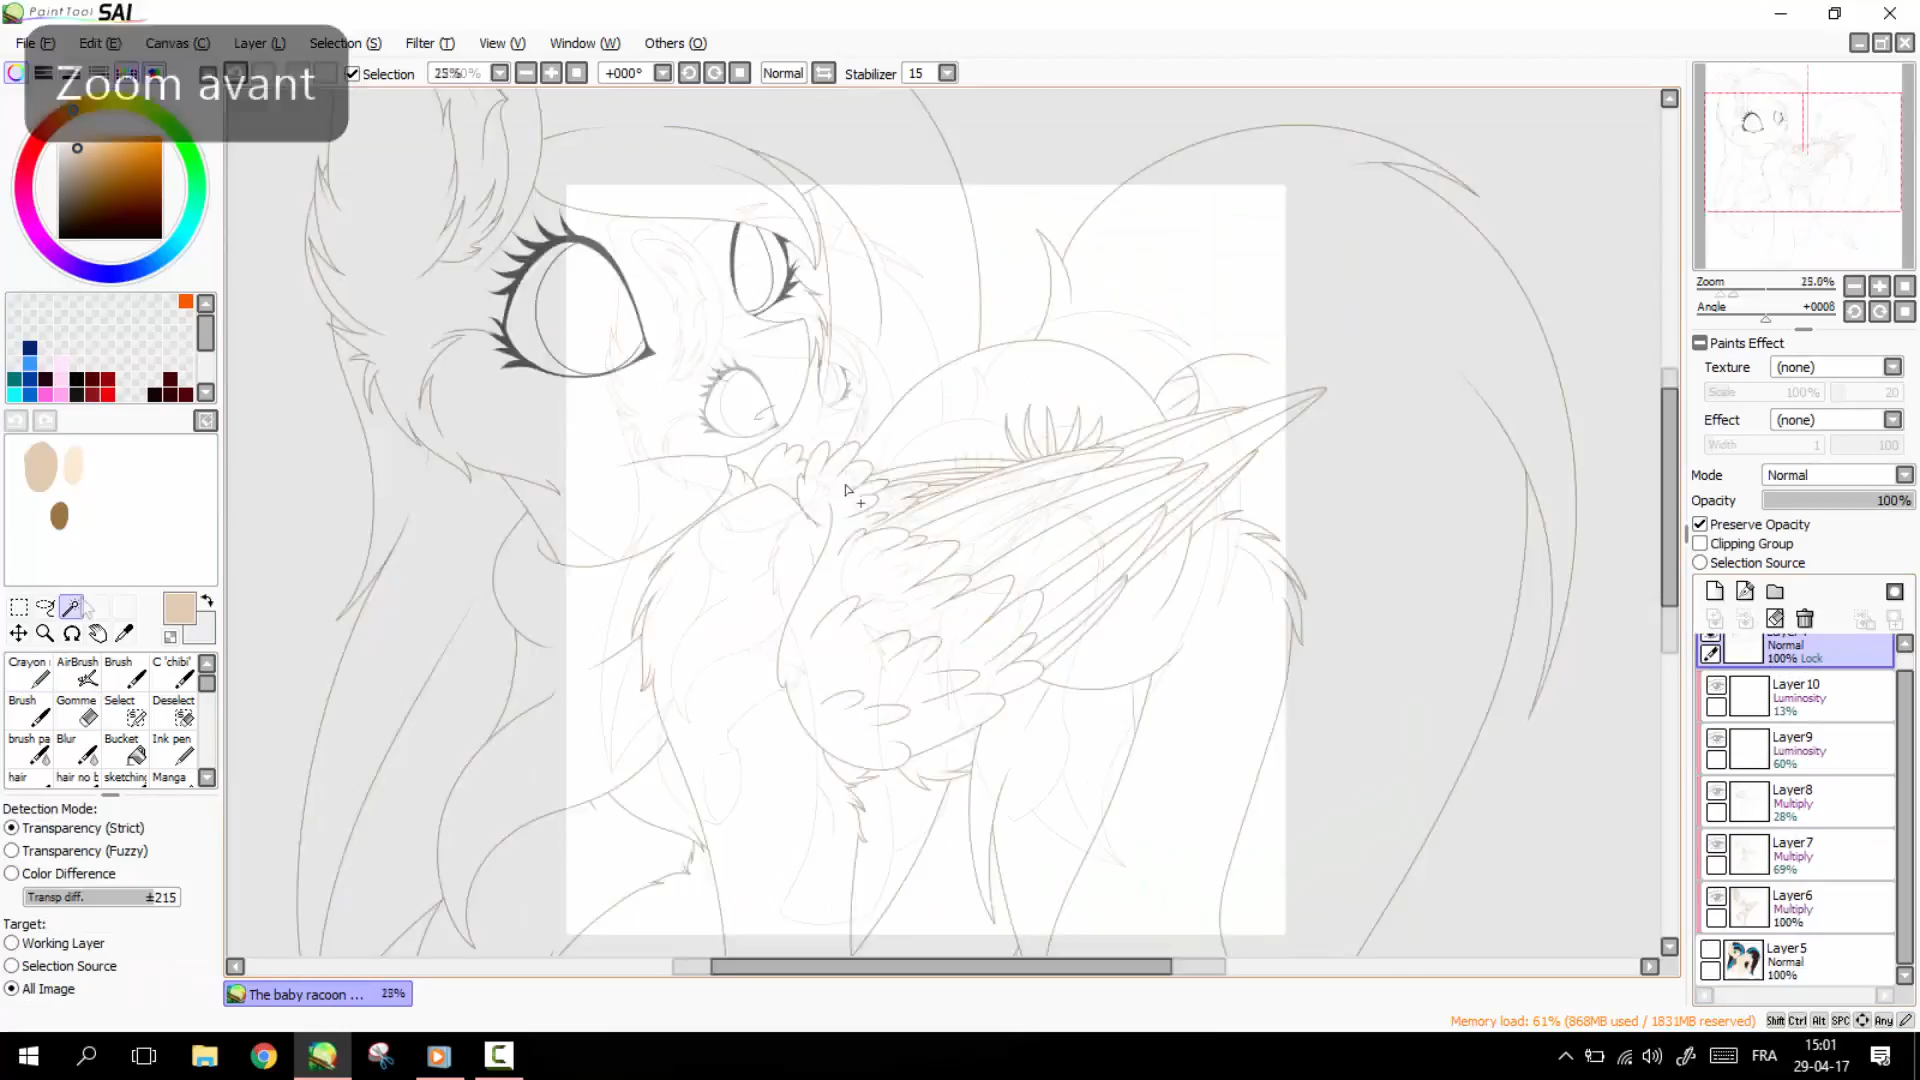 PaintTool SAI
File (F) Edit (E) Canvas (C) Layer (L) Selection (S) Filter (T) View (V) Window (W) Others (O)
Zoom avant
Selection +000° Normal Stabilizer 15
Zoom 25.0%
Angle
Paints Effect
Texture (none)
Scale 100% 20
Effect (none)
Width 1 100
Mode Normal
Opacity 100%
Preserve Opacity
Clipping Group
Selection Source
Normal
100% Lock
Layer10
Luminosity
13%
Layer9
Luminosity
60%
Layer8
Multiply
28%
Layer7
Multiply
69%
Layer6
Multiply
100%
Layer5
Normal
100%
Crayon AirBrush Brush C 'chibi'
Brush Gomme Select Deselect
brush pa Blur Bucket Ink pen
hair hair no b sketching Manga
Detection Mode:
Transparency (Strict)
Transparency (Fuzzy)
Color Difference
Transp diff. ±215
Target:
Working Layer
Selection Source
All Image
The baby racoon ... 25%
Memory load: 61% (868MB used / 1831MB reserved) Shift Ctrl Alt SPC Any
FRA
15:01
29-04-17